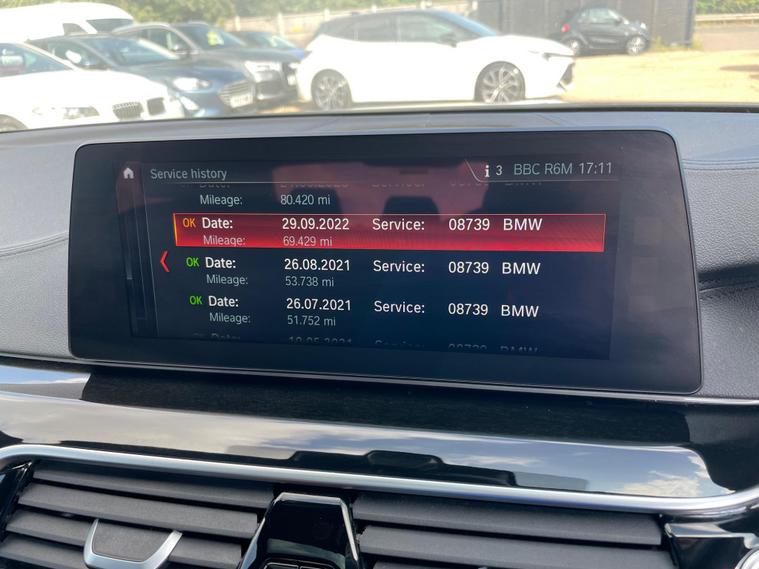 Service history
i 3 BBC R6M 17:11
Mileage: 80.420 mi
OK Date: 29.09.2022 Service: 08739 BMW
Mileage: 69.429 mi
OK Date: 26.08.2021 Service: 08739 BMW
Mileage: 53.738 mi
OK Date: 26.07.2021 Service: 08739 BMW
Mileage: 51.752 mi